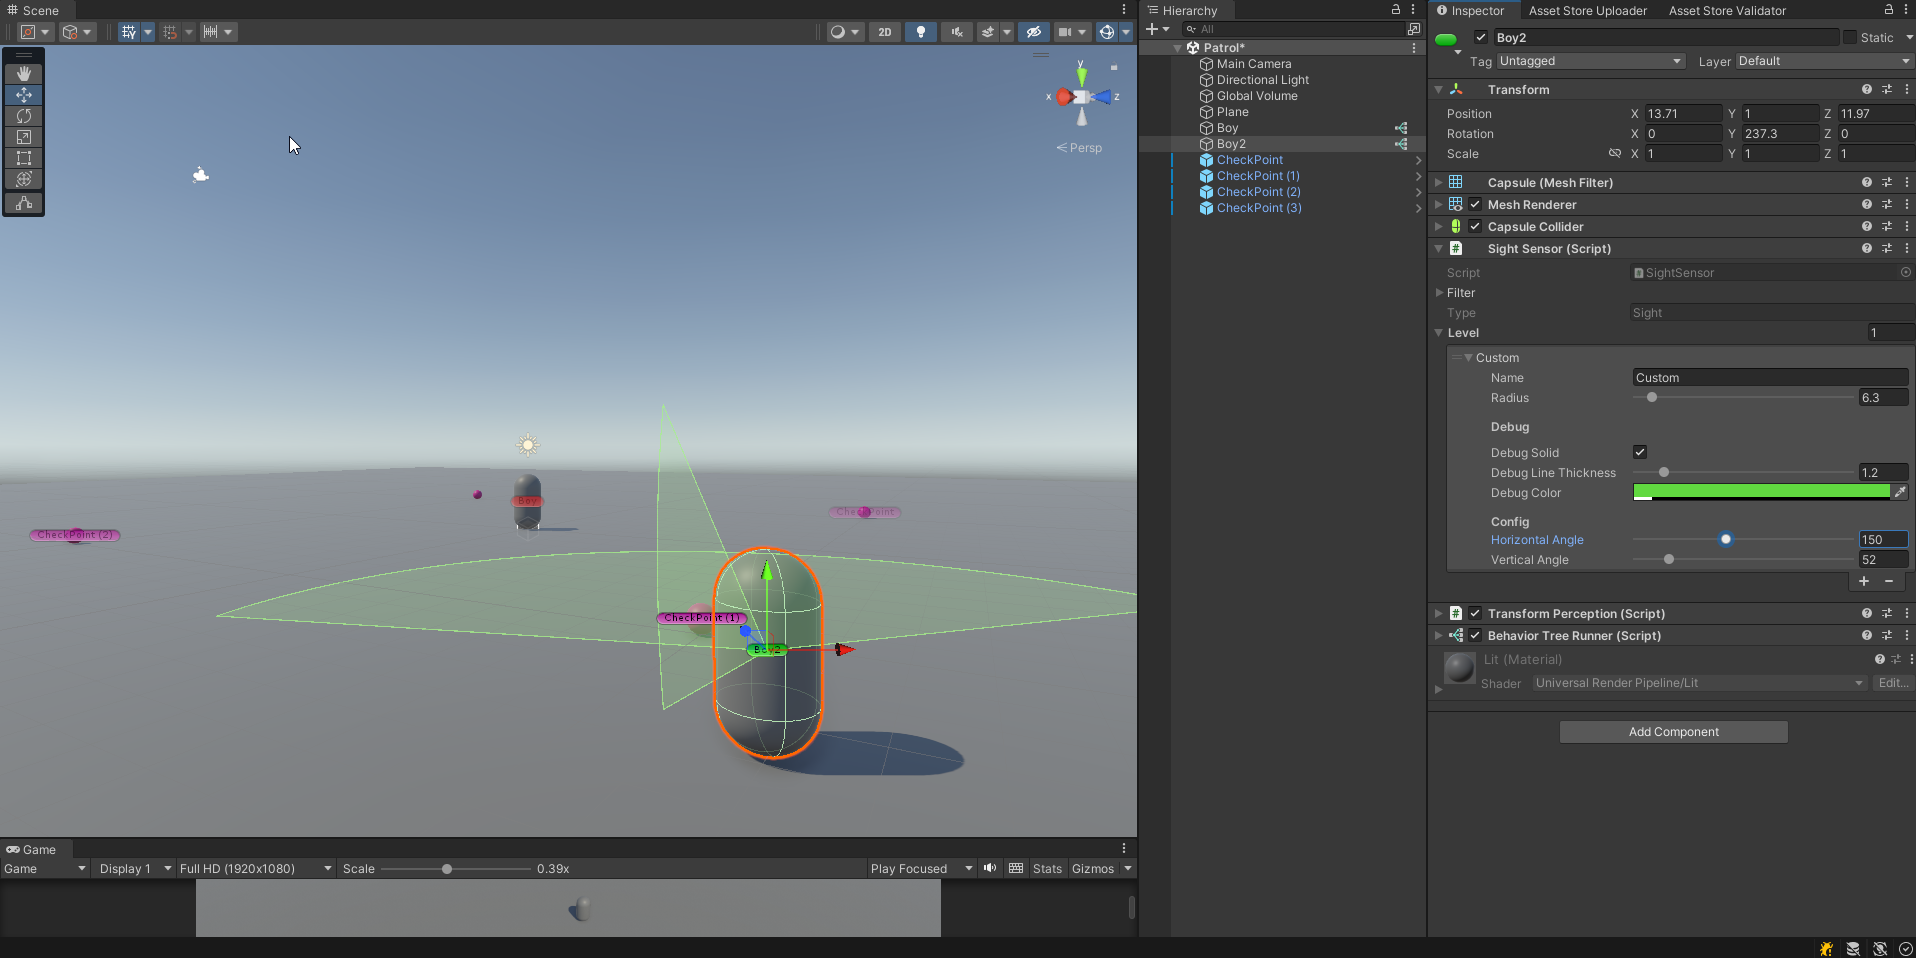 Scene
2D
y
x
z
Persp
Boy
CheckPoint (2)
CheckPoint
CheckPoint (1)
Boy2
Game
Game
Display 1
Full HD (1920x1080)
Scale
0.39x
Play Focused
Stats
Gizmos
Hierarchy
All
Patrol*
Main Camera
Directional Light
Global Volume
Plane
Boy
Boy2
CheckPoint
CheckPoint (1)
CheckPoint (2)
CheckPoint (3)
Inspector
Asset Store Uploader
Asset Store Validator
Boy2
Static
Tag Untagged
Layer Default
Transform
Position X 13.71 Y 1 Z 11.97
Rotation X 0 Y 237.3 Z 0
Scale X 1 Y 1 Z 1
Capsule (Mesh Filter)
Mesh Renderer
Capsule Collider
Sight Sensor (Script)
Script SightSensor
Filter
Type Sight
Level 1
Custom
Name Custom
Radius 6.3
Debug
Debug Solid
Debug Line Thickness 1.2
Debug Color
Config
Horizontal Angle 150
Vertical Angle 52
Transform Perception (Script)
Behavior Tree Runner (Script)
Lit (Material)
Shader Universal Render Pipeline/Lit Edit...
Add Component